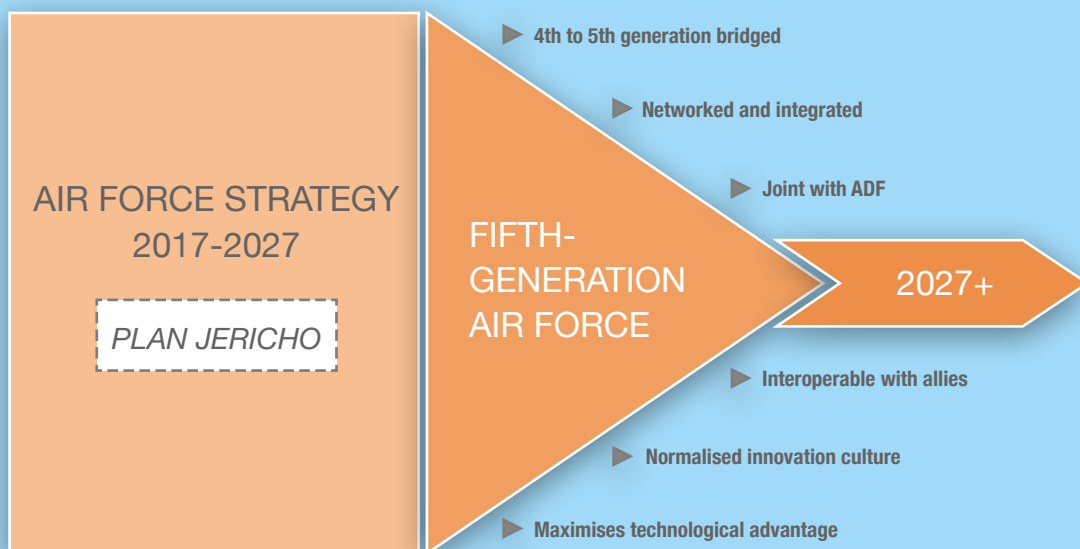 AIR FORCE STRATEGY
2017-2027
PLAN JERICHO
FIFTH-
GENERATION
AIR FORCE
4th to 5th generation bridged
Networked and integrated
Joint with ADF
2027+
Interoperable with allies
Normalised innovation culture
Maximises technological advantage